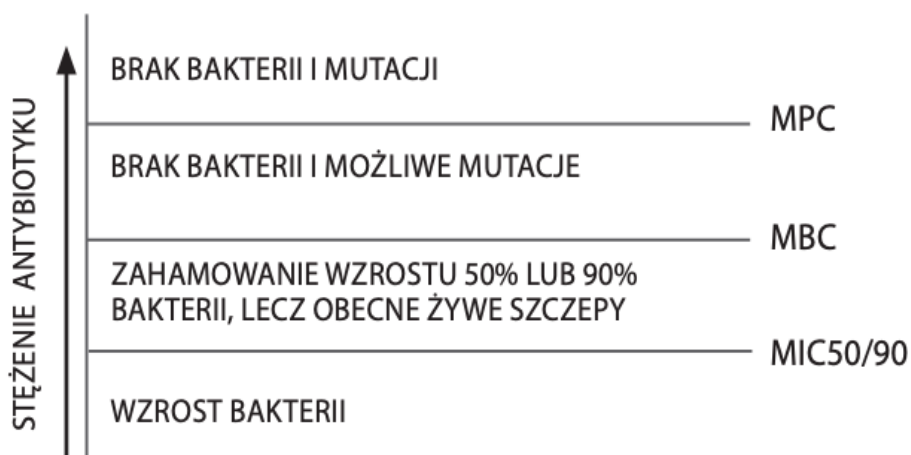 BRAK BAKTERII I MUTACJI
MPC
BRAK BAKTERII I MOŻLIWE MUTACJE
MBC
ZAHAMOWANIE WZROSTU 50% LUB 90%
BAKTERII, LECZ OBECNE ŻYWE SZCZEPY
MIC50/90
WZROST BAKTERII
STĘŻENIE ANTYBIOTYKU